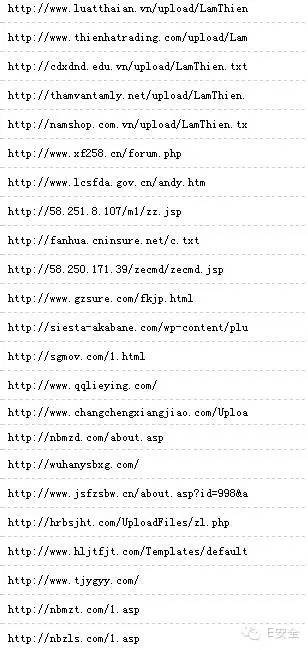 http://www.luatthaian.vn/upload/LamThien
http://www.thienhatrading.com/upload/Lam
http://cdxdnd.edu.vn/upload/LamThien.txt
http://thamvantamly.net/upload/LamThien.
http://namshop.com.vn/upload/LamThien.tx
http://www.xf258.cn/forum.php
http://www.lcsfda.gov.cn/andy.htm
http://58.251.8.107/m1/zz.jsp
http://fanhua.cninsure.net/c.txt
http://58.250.171.39/zecmd/zecmd.jsp
http://www.gzsure.com/fkjp.html
http://siesta-akabane.com/wp-content/plu
http://sgmov.com/1.html
http://www.qqlieying.com/
http://www.changchengxiangjiao.com/Uploa
http://nbmzd.com/about.asp
http://wuhanysbxg.com/
http://www.jsfzsbw.cn/about.asp?id=998&a
http://hrbsjht.com/UploadFiles/zl.php
http://www.hljtfjt.com/Templates/default
http://www.tjygyy.com/
http://nbmzt.com/1.asp
http://nbzls.com/1.asp
E安全